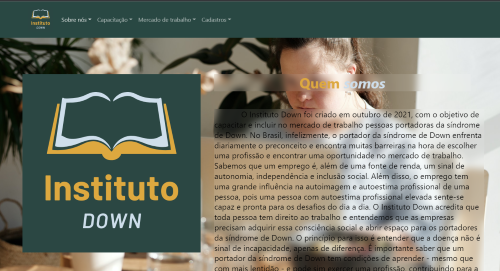 Instituto
DOWN
Sobre nós
Capacitação
Mercado de trabalho
Cadastros
Quem somos
Instituto
DOWN
O Instituto Down foi criado em outubro de 2021, com o objetivo de
capacitar e incluir no mercado de trabalho pessoas portadoras da síndrome
de Down. No Brasil, infelizmente, o portador da síndrome de Down enfrenta
diariamente o preconceito e encontra muitas barreiras na hora de escolher
uma profissão e encontrar uma oportunidade no mercado de trabalho.
Sabemos que um emprego é, além de uma fonte de renda, um sinal de
autonomia, independência e inclusão social. Além disso, o emprego tem
uma grande influência na autoimagem e autoestima profissional de uma
pessoa, pois uma pessoa com autoestima profissional elevada sente-se
capaz e pronta para os desafios do dia a dia. O Instituto Down acredita que
toda pessoa tem direito ao trabalho e entendemos que as empresas
precisam adquirir essa consciência social e abrir espaço para os portadores
da síndrome de Down. O princípio para isso é entender que a doença não é
sinal de incapacidade, apenas de diferença. É importante saber que um
portador da síndrome de Down tem condições de aprender - mesmo que
com mais lentidão - e pode sim exercer uma profissão, contribuindo para a